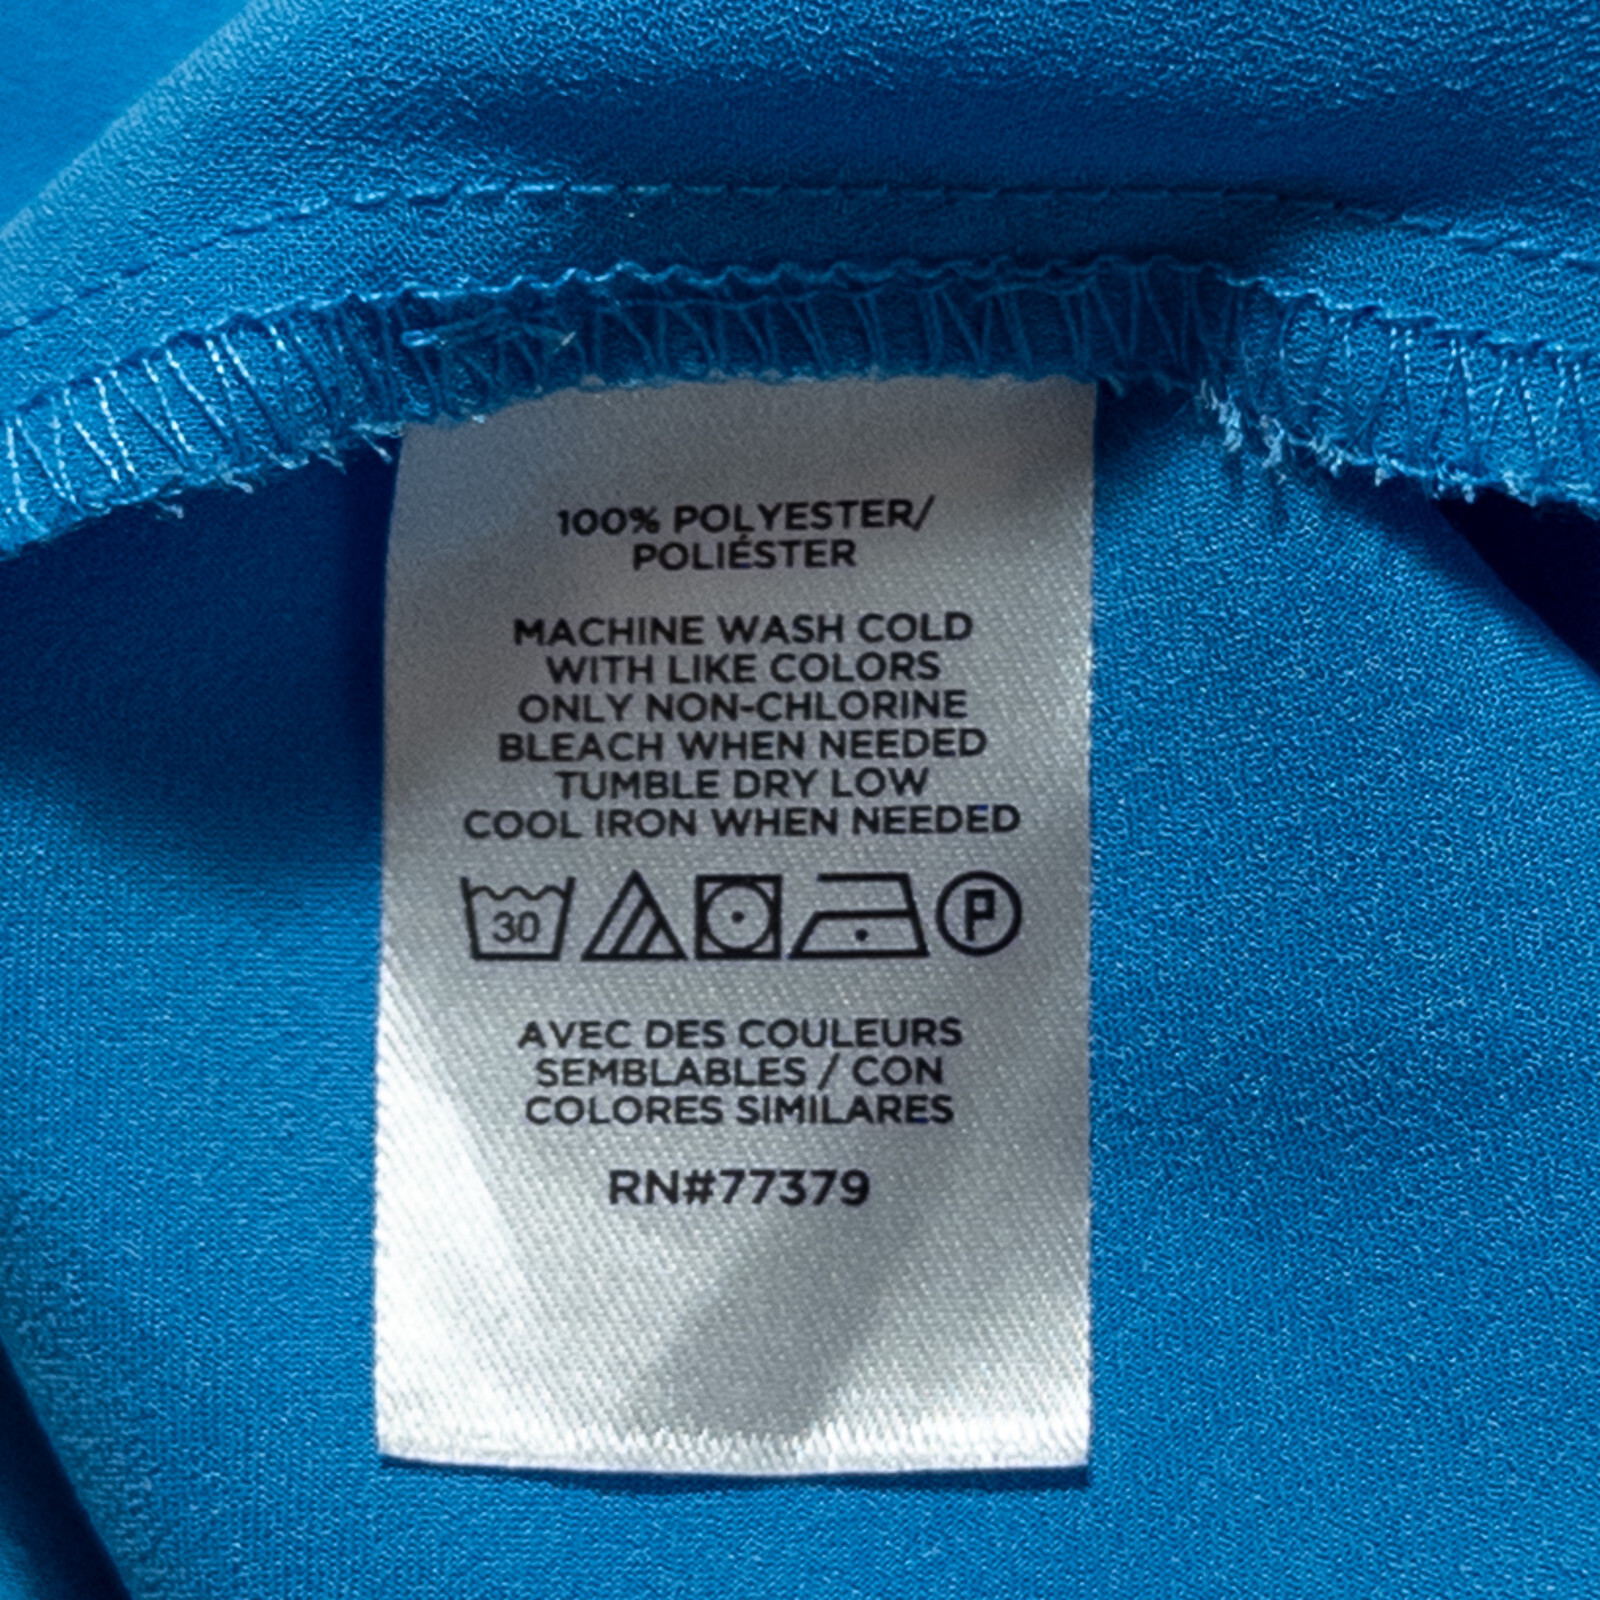 100% POLYESTER/
POLIÉSTER
MACHINE WASH COLD
WITH LIKE COLORS
ONLY NON-CHLORINE
BLEACH WHEN NEEDED
TUMBLE DRY LOW
COOL IRON WHEN NEEDED
30 P
AVEC DES COULEURS
SEMBLABLES / CON
COLORES SIMILARES
RN#77379